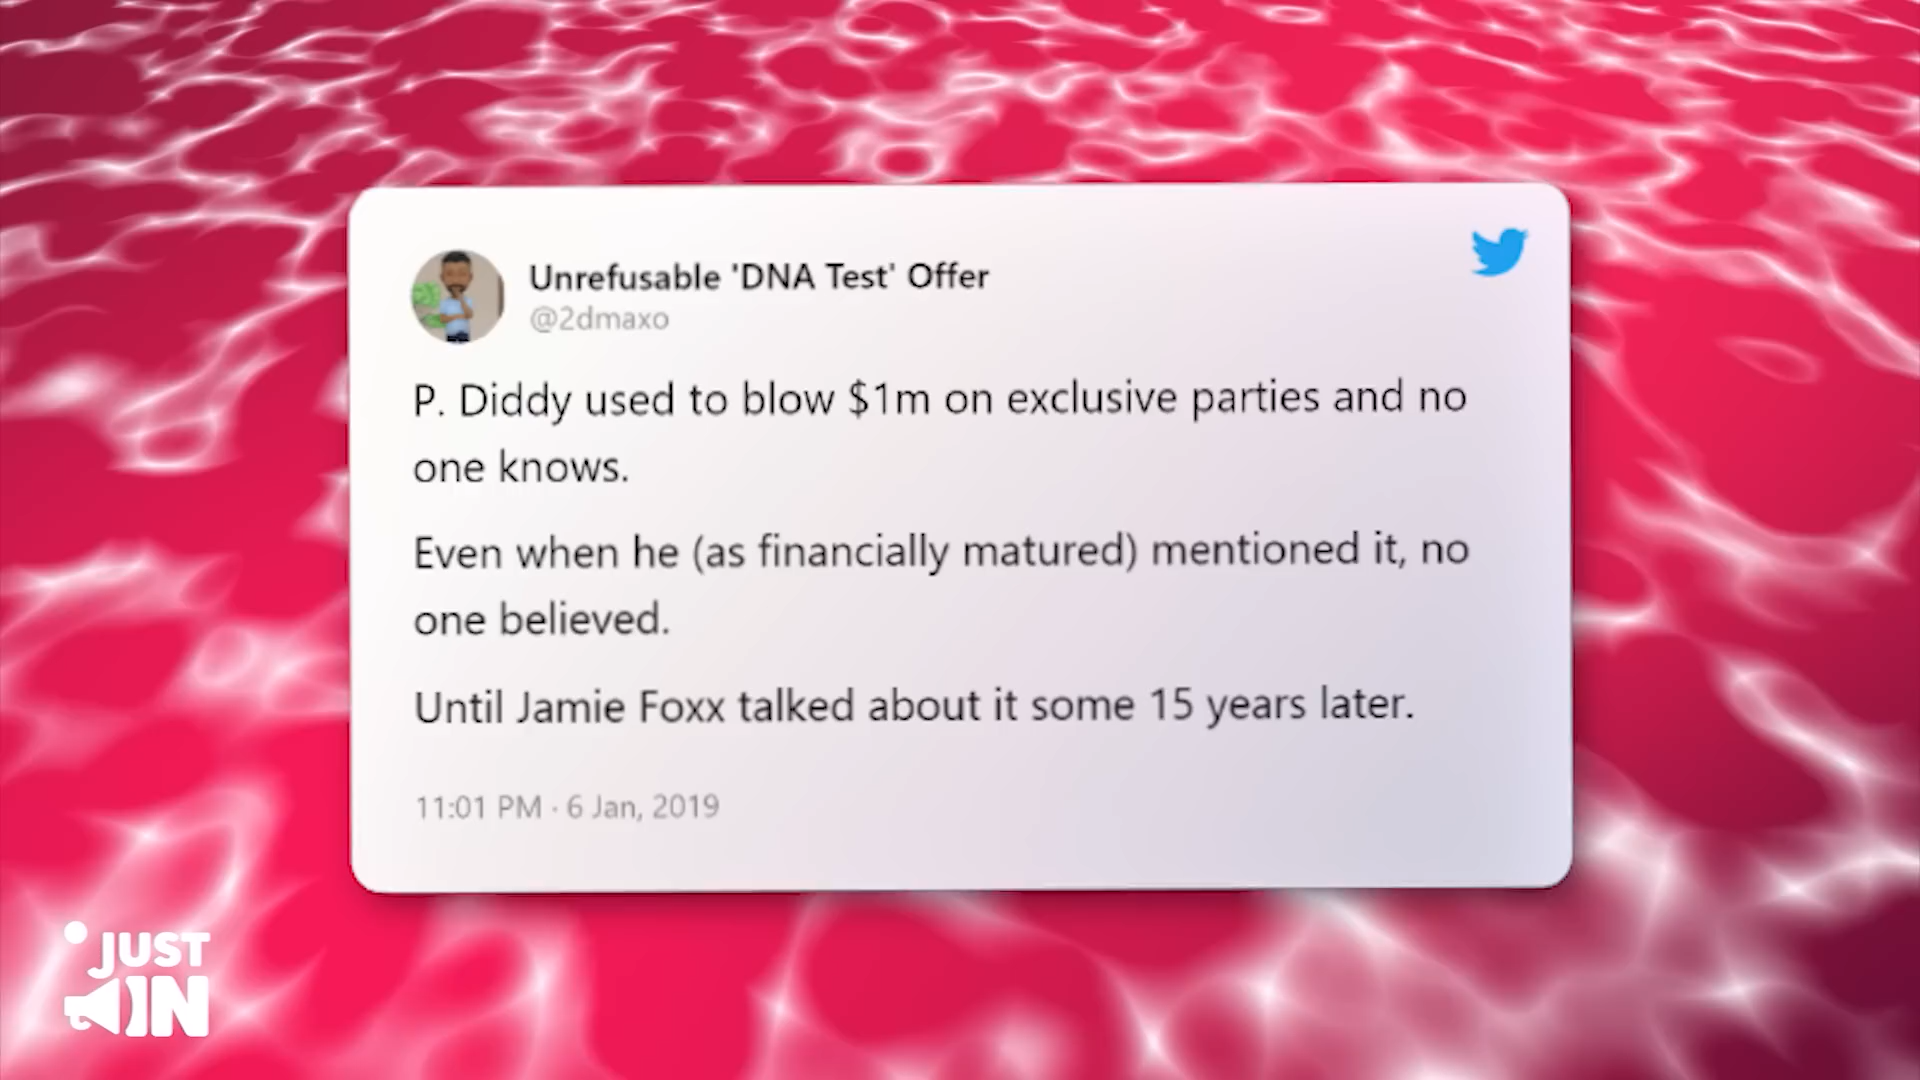 Unrefusable 'DNA Test' Offer
@2dmaxo
P. Diddy used to blow $1m on exclusive parties and no
one knows.
Even when he (as financially matured) mentioned it, no
one believed.
Until Jamie Foxx talked about it some 15 years later.
11:01 PM · 6 Jan, 2019
JUST
IN